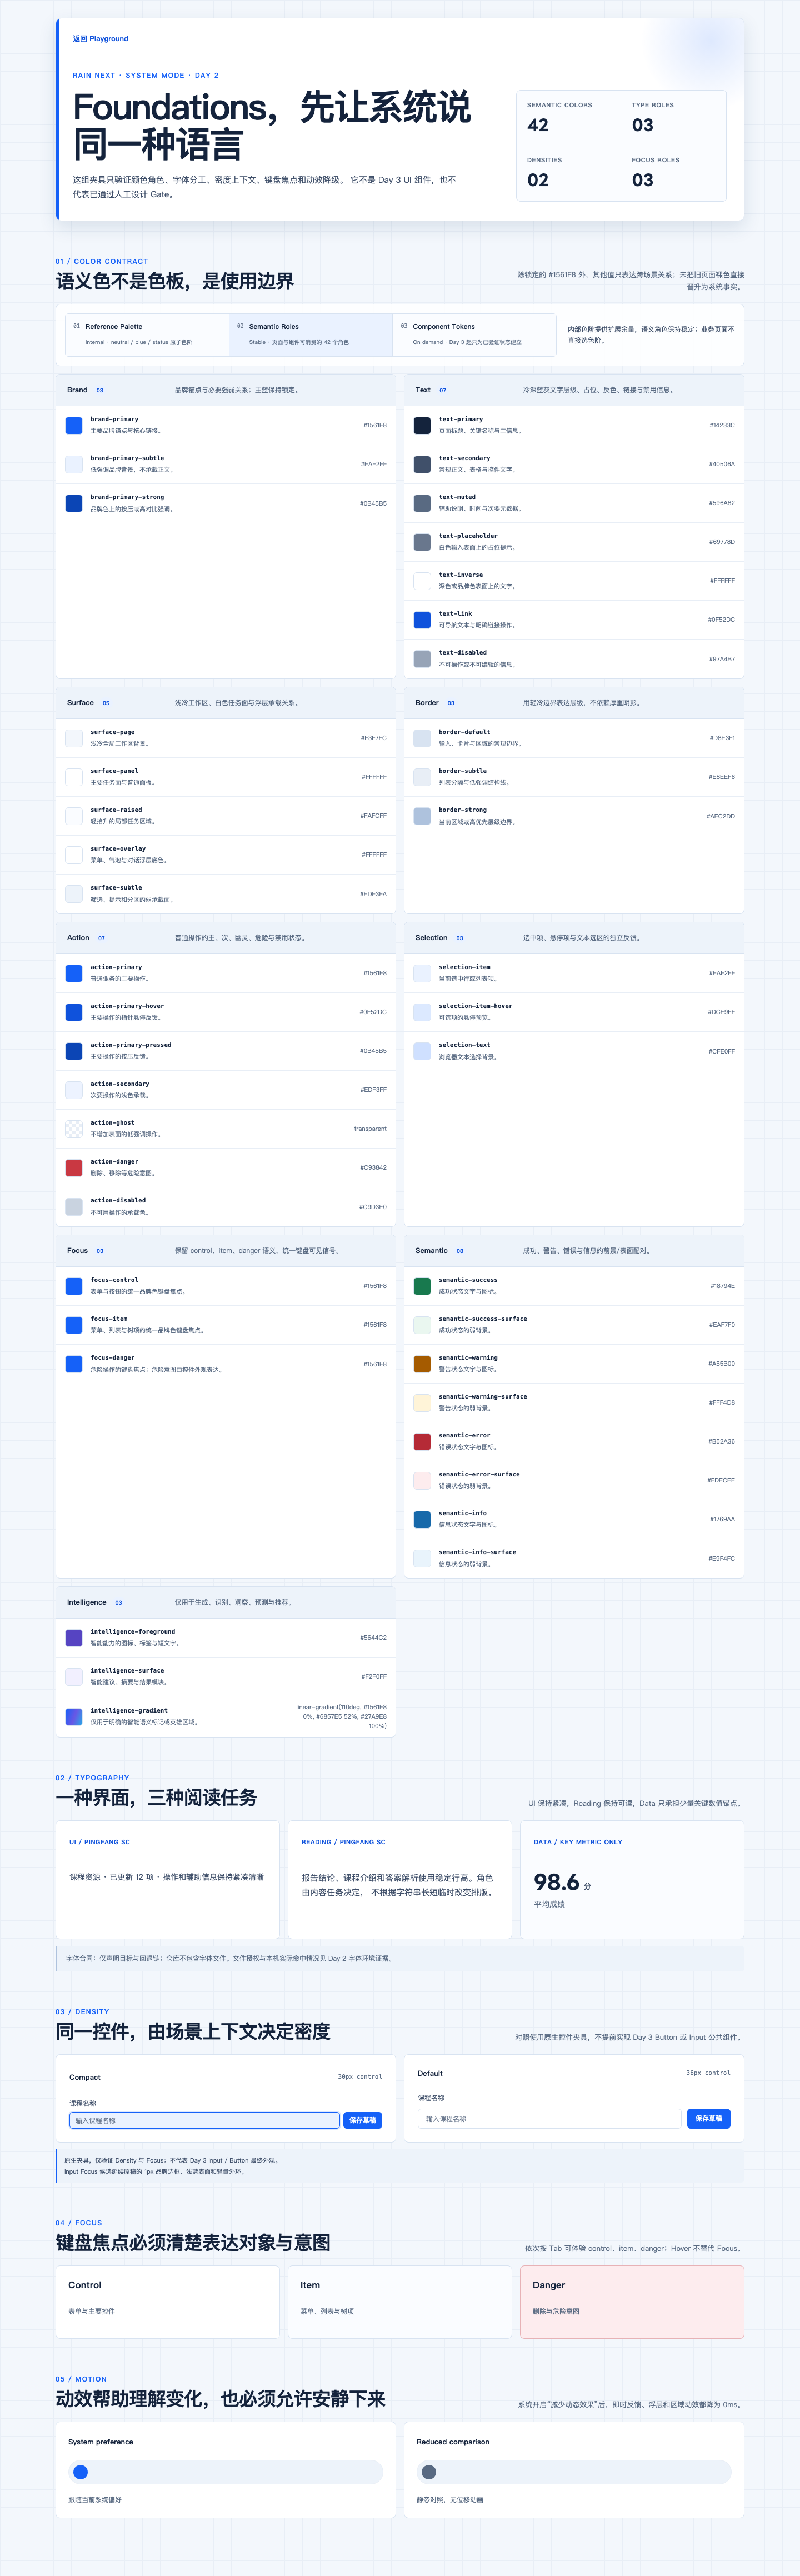 返回 Playground
RAIN NEXT · SYSTEM MODE · DAY 2
Foundations，先让系统说
同一种语言
这组夹具只验证颜色角色、字体分工、密度上下文、键盘焦点和动效降级。 它不是 Day 3 UI 组件，也不
代表已通过人工设计 Gate。
SEMANTIC COLORS
42
TYPE ROLES
03
DENSITIES
02
FOCUS ROLES
03
01 / COLOR CONTRACT
语义色不是色板，是使用边界
除锁定的 #1561F8 外，其他值只表达跨场景关系；未把旧页面裸色直接
晋升为系统事实。
01 Reference Palette
Internal · neutral / blue / status 原子色阶
02 Semantic Roles
Stable · 页面与组件可消费的 42 个角色
03 Component Tokens
On demand · Day 3 起只为已验证状态建立
内部色阶提供扩展余量，语义角色保持稳定；业务页面不
直接选色阶。
Brand 03 品牌锚点与必要强弱关系；主蓝保持锁定。
brand-primary
主要品牌锚点与核心链接。
#1561F8
brand-primary-subtle
低强调品牌背景，不承载正文。
#EAF2FF
brand-primary-strong
品牌色上的按压或高对比强调。
#0B45B5
Text 07 冷深蓝灰文字层级、占位、反色、链接与禁用信息。
text-primary
页面标题、关键名称与主信息。
#14233C
text-secondary
常规正文、表格与控件文字。
#40506A
text-muted
辅助说明、时间与次要元数据。
#596A82
text-placeholder
白色输入表面上的占位提示。
#69778D
text-inverse
深色或品牌色表面上的文字。
#FFFFFF
text-link
可导航文本与明确链接操作。
#0F52DC
text-disabled
不可操作或不可编辑的信息。
#97A4B7
Surface 05 浅冷工作区、白色任务面与浮层承载关系。
surface-page
浅冷全局工作区背景。
#F3F7FC
surface-panel
主要任务面与普通面板。
#FFFFFF
surface-raised
轻抬升的局部任务区域。
#FAFCFF
surface-overlay
菜单、气泡与对话浮层底色。
#FFFFFF
surface-subtle
筛选、提示和分区的弱承载面。
#EDF3FA
Border 03 用轻冷边界表达层级，不依赖厚重阴影。
border-default
输入、卡片与区域的常规边界。
#D8E3F1
border-subtle
列表分隔与低强调结构线。
#E8EEF6
border-strong
当前区域或高优先层级边界。
#AEC2DD
Action 07 普通操作的主、次、幽灵、危险与禁用状态。
action-primary
普通业务的主要操作。
#1561F8
action-primary-hover
主要操作的指针悬停反馈。
#0F52DC
action-primary-pressed
主要操作的按压反馈。
#0B45B5
action-secondary
次要操作的浅色承载。
#EDF3FF
action-ghost
不增加表面的低强调操作。
transparent
action-danger
删除、移除等危险意图。
#C93842
action-disabled
不可用操作的承载色。
#C9D3E0
Selection 03 选中项、悬停项与文本选区的独立反馈。
selection-item
当前选中行或列表项。
#EAF2FF
selection-item-hover
可选项的悬停预览。
#DCE9FF
selection-text
浏览器文本选择背景。
#CFE0FF
Focus 03 保留 control、item、danger 语义，统一键盘可见信号。
focus-control
表单与按钮的统一品牌色键盘焦点。
#1561F8
focus-item
菜单、列表与树项的统一品牌色键盘焦点。
#1561F8
focus-danger
危险操作的键盘焦点；危险意图由控件外观表达。
#1561F8
Semantic 08 成功、警告、错误与信息的前景/表面配对。
semantic-success
成功状态文字与图标。
#18794E
semantic-success-surface
成功状态的弱背景。
#EAF7F0
semantic-warning
警告状态文字与图标。
#A55B00
semantic-warning-surface
警告状态的弱背景。
#FFF4D8
semantic-error
错误状态文字与图标。
#B52A36
semantic-error-surface
错误状态的弱背景。
#FDECEE
semantic-info
信息状态文字与图标。
#1769AA
semantic-info-surface
信息状态的弱背景。
#E9F4FC
Intelligence 03 仅用于生成、识别、洞察、预测与推荐。
intelligence-foreground
智能能力的图标、标签与短文字。
#5644C2
intelligence-surface
智能建议、摘要与结果模块。
#F2F0FF
intelligence-gradient
仅用于明确的智能语义标记或英雄区域。
linear-gradient(110deg, #1561F8
0%, #6857E5 52%, #27A9E8
100%)
02 / TYPOGRAPHY
一种界面，三种阅读任务
UI 保持紧凑，Reading 保持可读，Data 只承担少量关键数值锚点。
UI / PINGFANG SC
课程资源 · 已更新 12 项 · 操作和辅助信息保持紧凑清晰
READING / PINGFANG SC
报告结论、课程介绍和答案解析使用稳定行高。角色
由内容任务决定， 不根据字符串长短临时改变排版。
DATA / KEY METRIC ONLY
98.6 分
平均成绩
字体合同：仅声明目标与回退链；仓库不包含字体文件。文件授权与本机实际命中情况见 Day 2 字体环境证据。
03 / DENSITY
同一控件，由场景上下文决定密度
对照使用原生控件夹具，不提前实现 Day 3 Button 或 Input 公共组件。
Compact
30px control
课程名称
输入课程名称
保存草稿
Default
36px control
课程名称
输入课程名称
保存草稿
原生夹具，仅验证 Density 与 Focus；不代表 Day 3 Input / Button 最终外观。
Input Focus 候选延续原稿的 1px 品牌边框、浅蓝表面和轻量外环。
04 / FOCUS
键盘焦点必须清楚表达对象与意图
依次按 Tab 可体验 control、item、danger；Hover 不替代 Focus。
Control
表单与主要控件
Item
菜单、列表与树项
Danger
删除与危险意图
05 / MOTION
动效帮助理解变化，也必须允许安静下来
系统开启“减少动态效果”后，即时反馈、浮层和区域动效都降为 0ms。
System preference
跟随当前系统偏好
Reduced comparison
静态对照，无位移动画